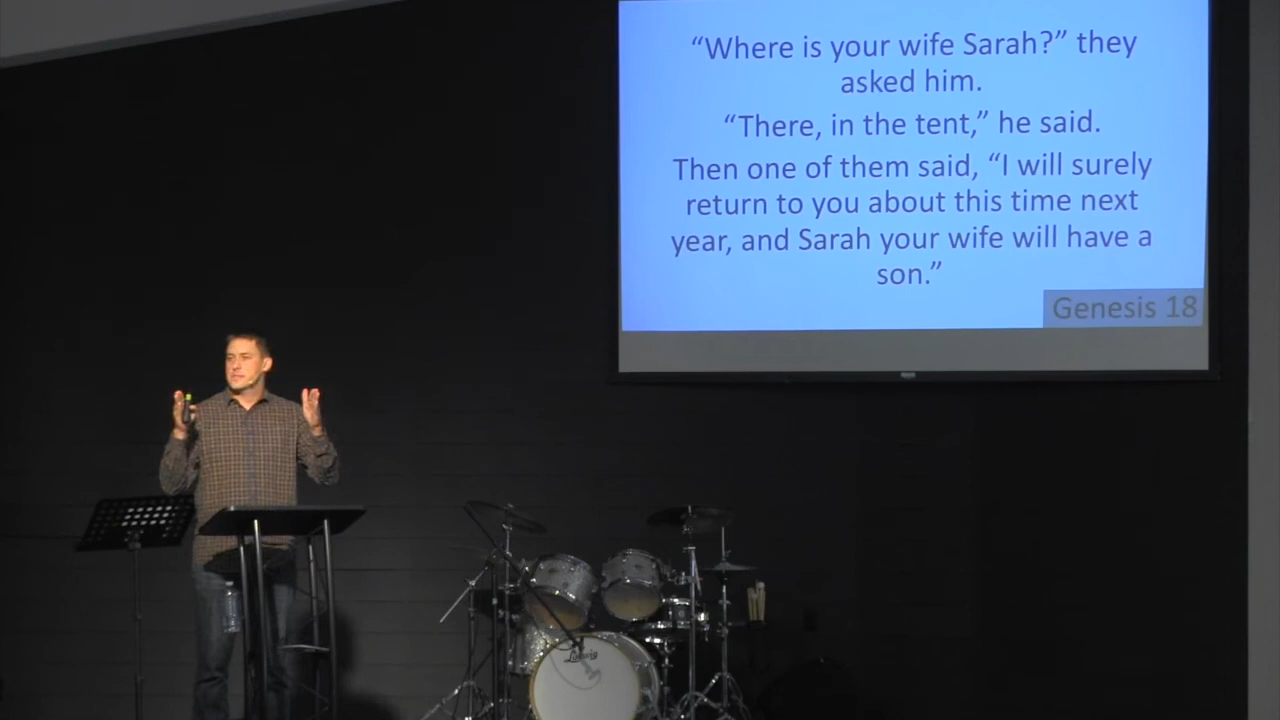 “Where is your wife Sarah?” they
asked him.
“There, in the tent,” he said.
Then one of them said, “I will surely
return to you about this time next
year, and Sarah your wife will have a
son.”
Genesis 18
Ludwig